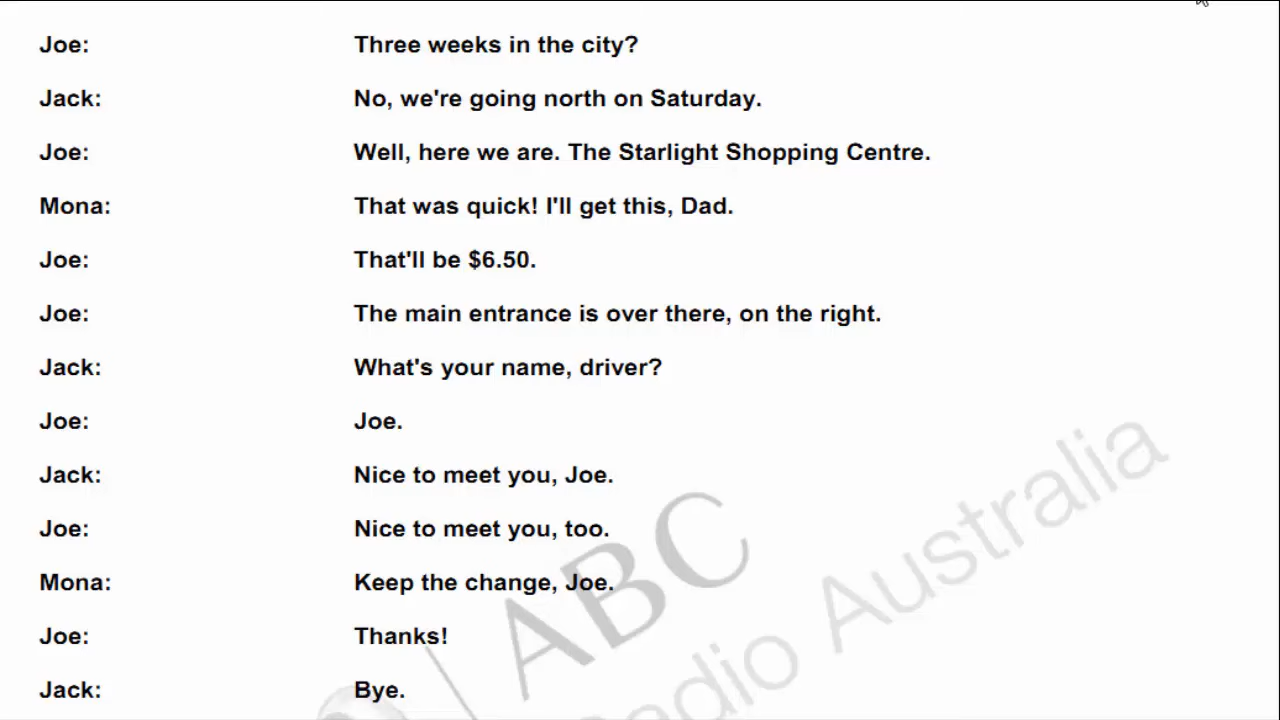 Joe: Three weeks in the city?
Jack: No, we're going north on Saturday.
Joe: Well, here we are. The Starlight Shopping Centre.
Mona: That was quick! I'll get this, Dad.
Joe: That'll be $6.50.
Joe: The main entrance is over there, on the right.
Jack: What's your name, driver?
Joe: Joe.
Jack: Nice to meet you, Joe.
Joe: Nice to meet you, too.
Mona: Keep the change, Joe.
Joe: Thanks!
Jack: Bye.
ABC
Radio Australia